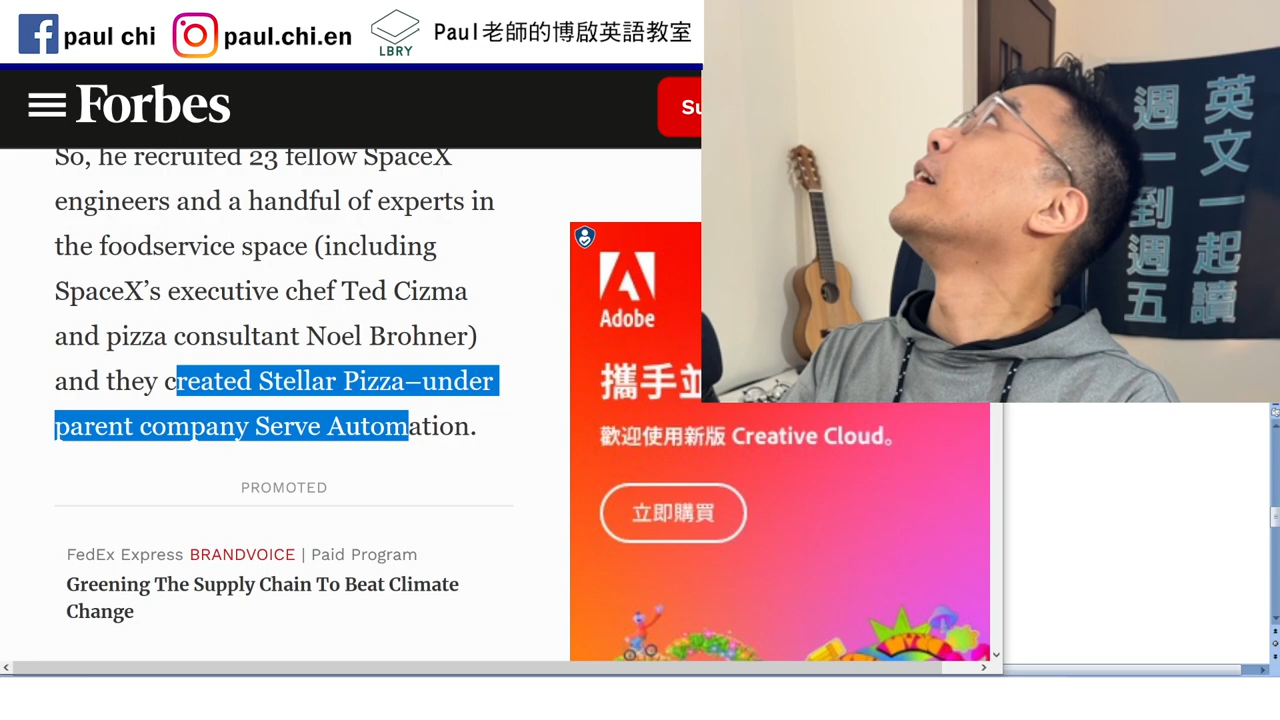 paul chi
paul.chi.en
LBRY
Paul老師的博啟英語教室
Forbes
Su
So, he recruited 23 fellow SpaceX
engineers and a handful of experts in
the foodservice space (including
SpaceX’s executive chef Ted Cizma
and pizza consultant Noel Brohner)
and they created Stellar Pizza—under
parent company Serve Automation.
PROMOTED
FedEx Express BRANDVOICE | Paid Program
Greening The Supply Chain To Beat Climate
Change
Adobe
攜手並
歡迎使用新版 Creative Cloud。
立即購買
英文一起讀
週一到週五